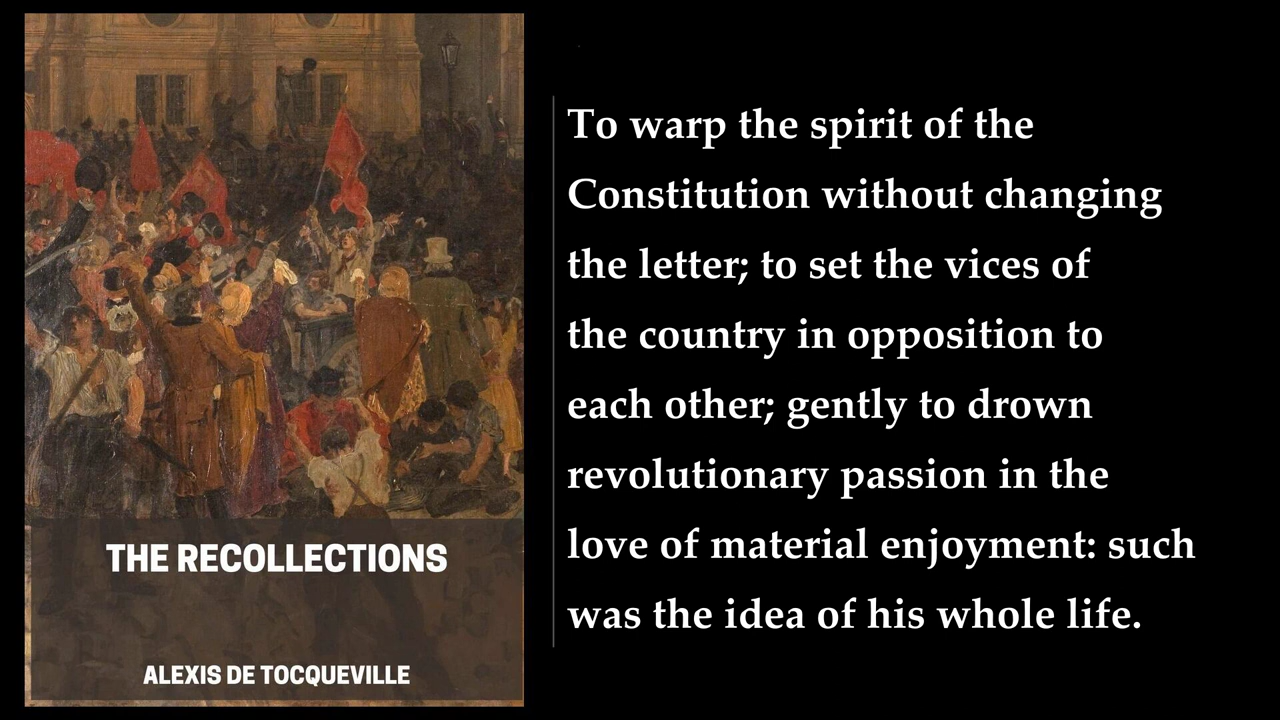 THE RECOLLECTIONS
ALEXIS DE TOCQUEVILLE
To warp the spirit of the
Constitution without changing
the letter; to set the vices of
the country in opposition to
each other; gently to drown
revolutionary passion in the
love of material enjoyment: such
was the idea of his whole life.